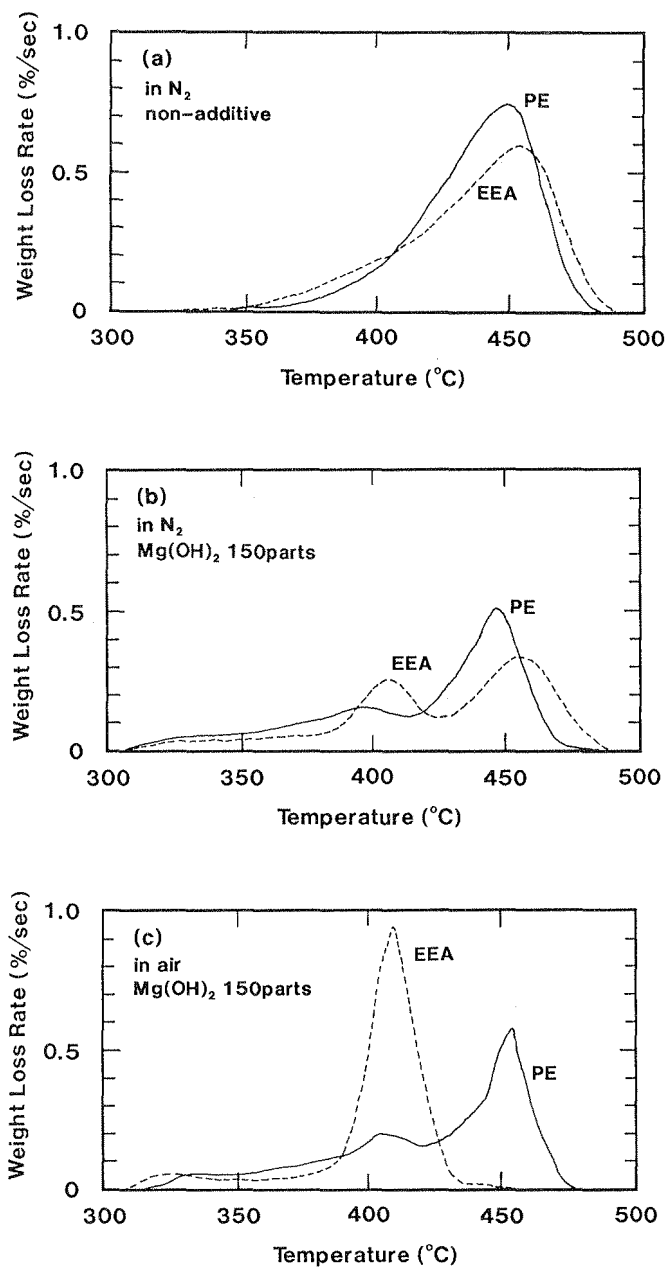 1.0
(a)
in N₂
non-additive
PE
0.5
EEA
0
300 350 400 450 500
Temperature (°C)
Weight Loss Rate (%/sec)
1.0
(b)
in N₂
Mg(OH)₂ 150parts
PE
0.5
EEA
0
300 350 400 450 500
Temperature (°C)
Weight Loss Rate (%/sec)
1.0
(c)
in air
Mg(OH)₂ 150parts
EEA
0.5
PE
0
300 350 400 450 500
Temperature (°C)
Weight Loss Rate (%/sec)